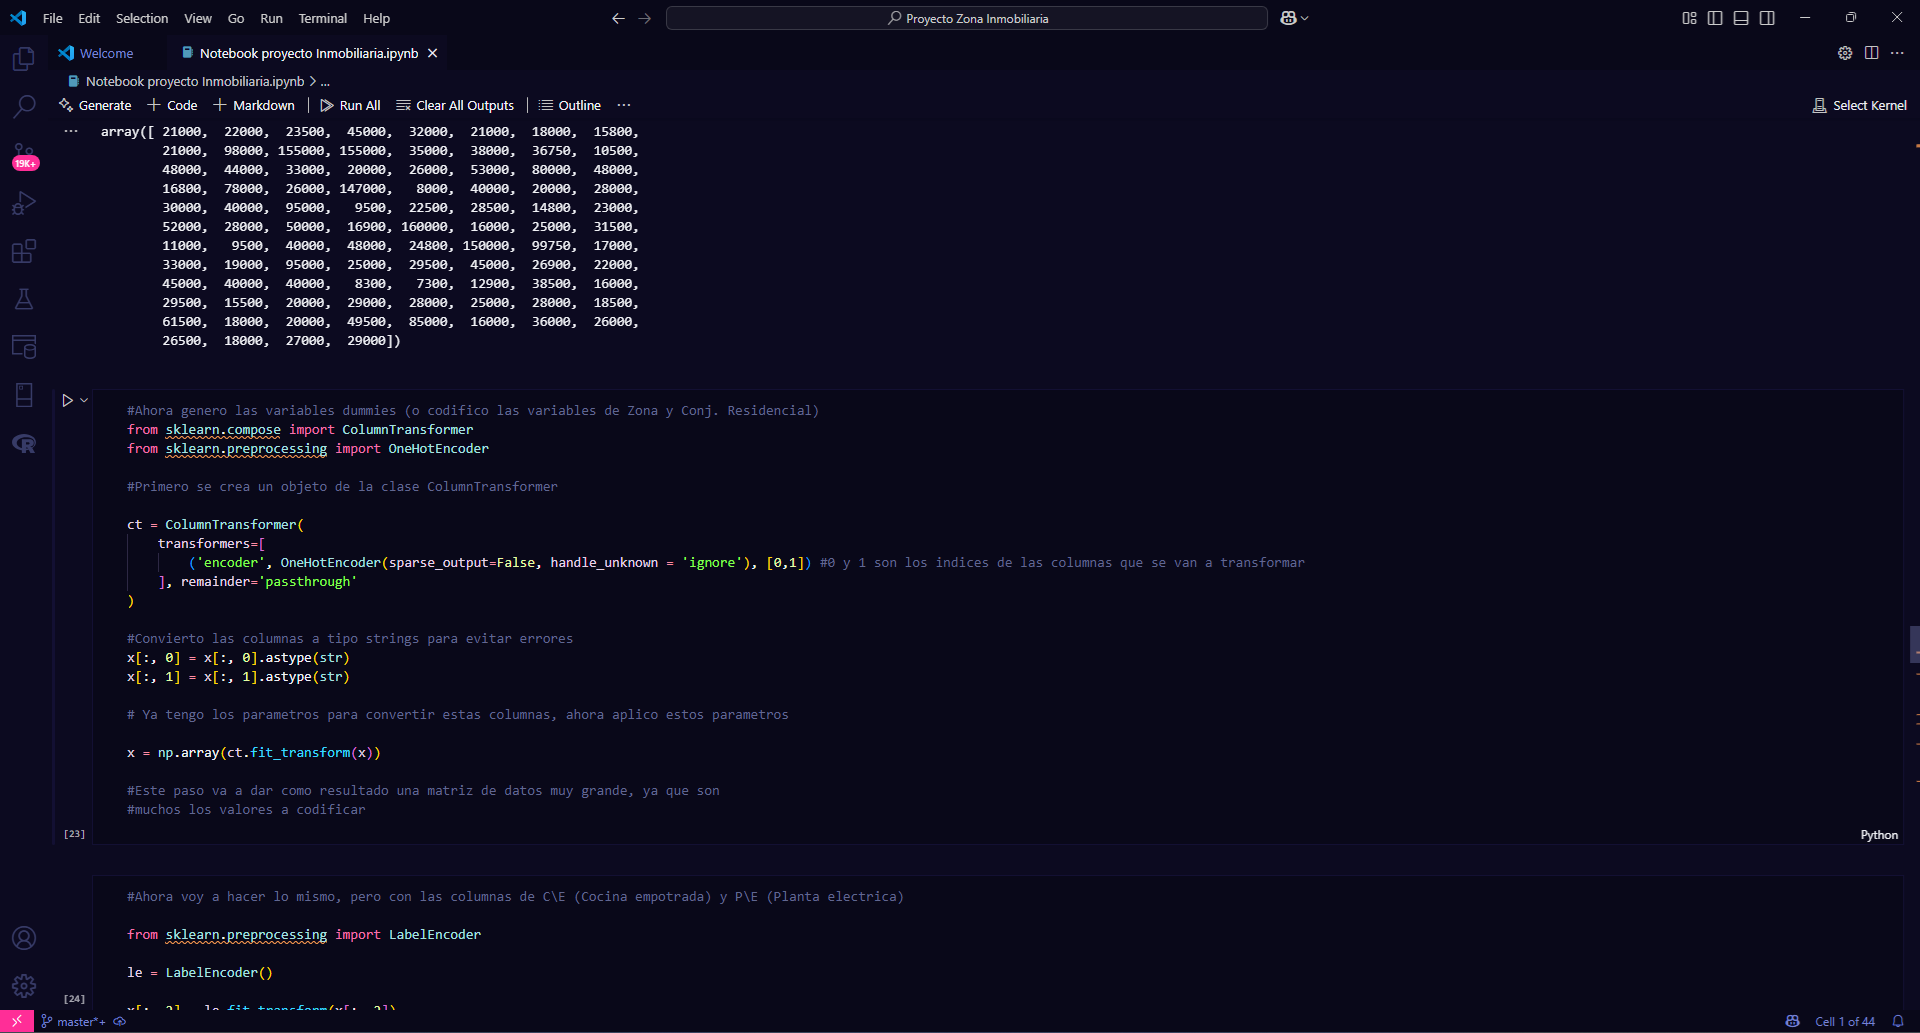 File Edit Selection View Go Run Terminal Help
Proyecto Zona Inmobiliaria
Welcome
Notebook proyecto Inmobiliaria.ipynb
Notebook proyecto Inmobiliaria.ipynb > ...
Generate + Code + Markdown Run All Clear All Outputs Outline ...
Select Kernel
19K+
array([ 21000, 22000, 23500, 45000, 32000, 21000, 18000, 15800,
21000, 98000, 155000, 155000, 35000, 38000, 36750, 10500,
48000, 44000, 33000, 20000, 26000, 53000, 80000, 48000,
16800, 78000, 26000, 147000, 8000, 40000, 20000, 28000,
30000, 40000, 95000, 9500, 22500, 28500, 14800, 23000,
52000, 28000, 50000, 16900, 160000, 16000, 25000, 31500,
11000, 9500, 40000, 48000, 24800, 150000, 99750, 17000,
33000, 19000, 95000, 25000, 29500, 45000, 26900, 22000,
45000, 40000, 40000, 8300, 7300, 12900, 38500, 16000,
29500, 15500, 20000, 29000, 28000, 25000, 28000, 18500,
61500, 18000, 20000, 49500, 85000, 16000, 36000, 26000,
26500, 18000, 27000, 29000])
#Ahora genero las variables dummies (o codifico las variables de Zona y Conj. Residencial)
from sklearn.compose import ColumnTransformer
from sklearn.preprocessing import OneHotEncoder
#Primero se crea un objeto de la clase ColumnTransformer
ct = ColumnTransformer(
transformers=[
('encoder', OneHotEncoder(sparse_output=False, handle_unknown = 'ignore'), [0,1]) #0 y 1 son los indices de las columnas que se van a transformar
], remainder='passthrough'
)
#Convierto las columnas a tipo strings para evitar errores
x[:, 0] = x[:, 0].astype(str)
x[:, 1] = x[:, 1].astype(str)
# Ya tengo los parametros para convertir estas columnas, ahora aplico estos parametros
x = np.array(ct.fit_transform(x))
#Este paso va a dar como resultado una matriz de datos muy grande, ya que son
#muchos los valores a codificar
[23]
Python
#Ahora voy a hacer lo mismo, pero con las columnas de C\E (Cocina empotrada) y P\E (Planta electrica)
from sklearn.preprocessing import LabelEncoder
le = LabelEncoder()
[24]
master*+
Cell 1 of 44